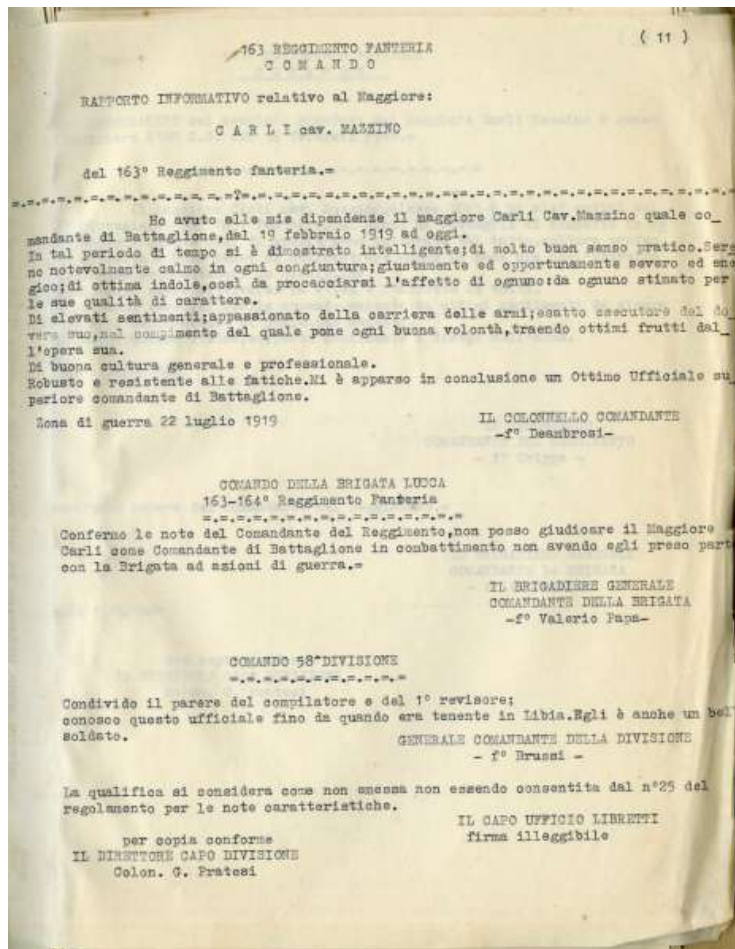 ( 11 )
163 REGGIMENTO FANTERIA
C O M A N D O
RAPPORTO INFORMATIVO relativo al Maggiore:
C A R L I cav. MAZZINO
del 163° Reggimento fanteria.=
=.=.=.=.=.=.=.=.=.=.=.=.=.=.=.=.=.=.=.=.=.=.=.=.=.=.=.=.=.=.=.=.=
Ho avuto alle mie dipendenze il maggiore Carli Cav.Mazzino quale co_
mandante di Battaglione,dal 19 febbraio 1919 ad oggi.
In tal periodo di tempo si è dimostrato intelligente;di molto buon senso pratico.Sere
no notevolmente calmo in ogni congiuntura;giustamente ed opportunamente severo ed ene
gico;di ottima indole,così da procacciarsi l'affetto di ognuno:da ognuno stimato per
le sue qualità di carattere.
Di elevati sentimenti;appassionato della carriera delle armi;esatto esecutore del do_
vere suo,nel compimento del quale pone ogni buona volontà,traendo ottimi frutti dal_
l'opera sua.
Di buona cultura generale e professionale.
Robusto e resistente alle fatiche.Mi è apparso in conclusione un Ottimo Ufficiale su_
periore comandante di Battaglione.
Zona di guerra 22 luglio 1919
IL COLONNELLO COMANDANTE
-f° Deambrosi-
COMANDO DELLA BRIGATA LUCCA
163-164° Reggimento Fanteria
=.=.=.=.=.=.=.=.=.=.=.=.=.=.=
Confermo le note del Comandante del Reggimento,non posso giudicare il Maggiore
Carli come Comandante di Battaglione in combattimento non avendo egli preso parte
con la Brigata ad azioni di guerra.=
IL BRIGADIERE GENERALE
COMANDANTE DELLA BRIGATA
-f° Valerio Papa-
COMANDO 58^DIVISIONE
=.=.=.=.=.=.=.=.=.=
Condivido il parere del compilatore e del 1° revisore;
conosco questo ufficiale fino da quando era tenente in Libia.Egli è anche un bel
soldato.
GENERALE COMANDANTE DELLA DIVISIONE
- f° Brussi -
La qualifica si considera come non emessa non essendo consentita dal n°25 del
regolamento per le note caratteristiche.
IL CAPO UFFICIO LIBRETTI
firma illeggibile
per copia conforme
IL DIRETTORE CAPO DIVISIONE
Colon. G. Pratesi